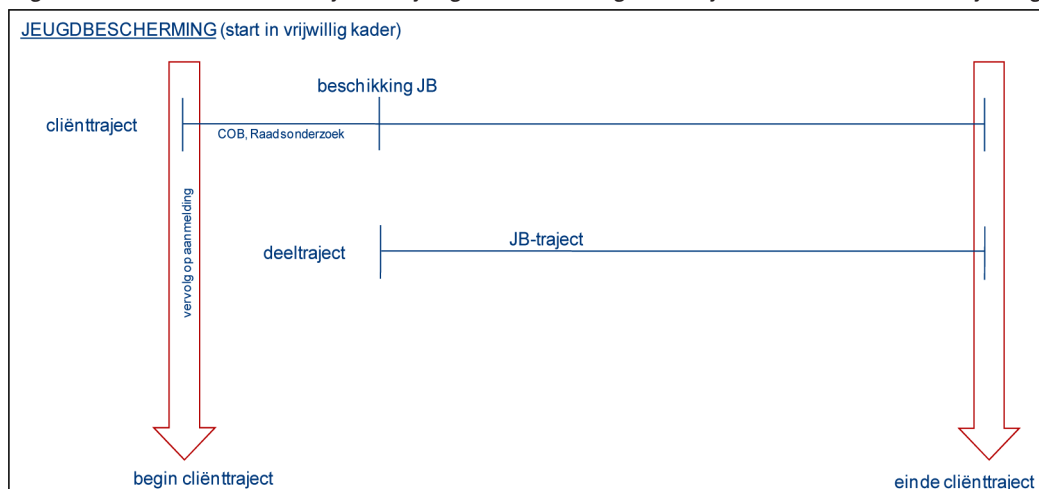 JEUGDBESCHERMING (start in vrijwillig kader)
beschikking JB
cliënttraject
COB, Raadsonderzoek
vervolg op aanmelding
JB-traject
deeltraject
begin cliënttraject
einde cliënttraject